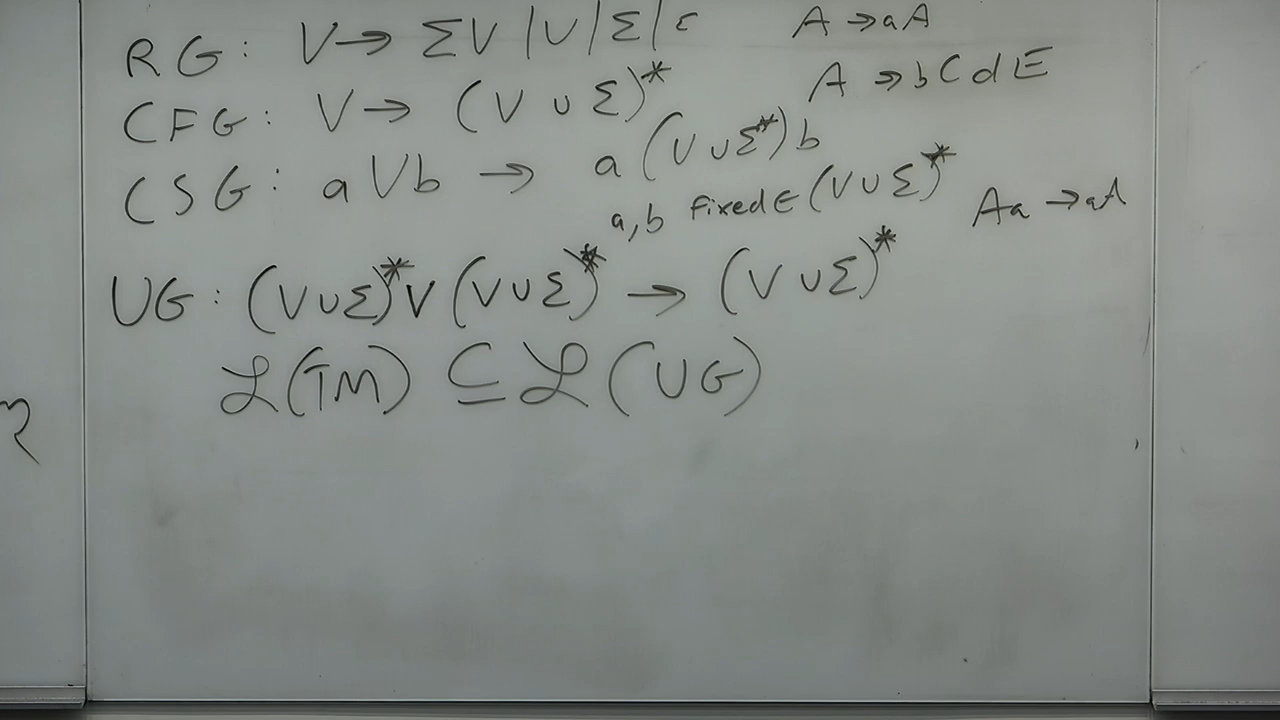 RG: V → ΣV | V | Σ | ε A → aA
CFG: V → (V ∪ Σ)* A → bCdE
CSG: aVb → a(V ∪ Σ*)b
a,b fixed ∈ (V ∪ Σ)* Aa → aA
UG: (V∪Σ)*V(V∪Σ)* → (V ∪Σ)*
ℒ(TM) ⊆ ℒ(UG)